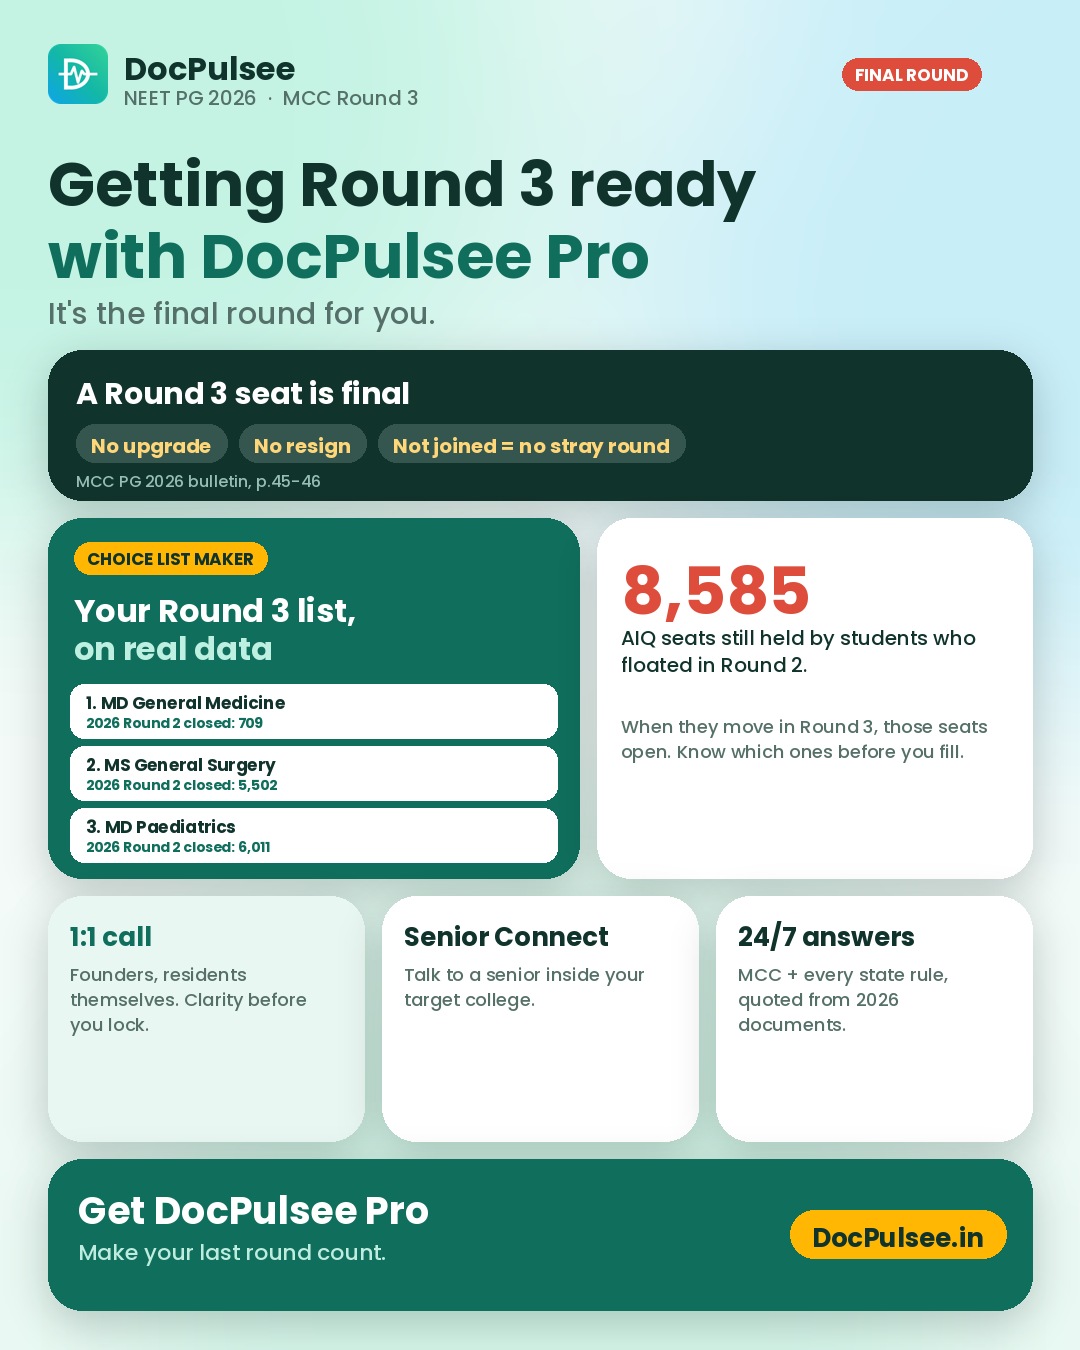 DocPulsee
NEET PG 2026 · MCC Round 3
FINAL ROUND
Getting Round 3 ready
with DocPulsee Pro
It's the final round for you.
A Round 3 seat is final
No upgrade
No resign
Not joined = no stray round
MCC PG 2026 bulletin, p.45-46
CHOICE LIST MAKER
Your Round 3 list,
on real data
1. MD General Medicine
2026 Round 2 closed: 709
2. MS General Surgery
2026 Round 2 closed: 5,502
3. MD Paediatrics
2026 Round 2 closed: 6,011
8,585
AIQ seats still held by students who
floated in Round 2.
When they move in Round 3, those seats
open. Know which ones before you fill.
1:1 call
Founders, residents
themselves. Clarity before
you lock.
Senior Connect
Talk to a senior inside your
target college.
24/7 answers
MCC + every state rule,
quoted from 2026
documents.
Get DocPulsee Pro
Make your last round count.
DocPulsee.in